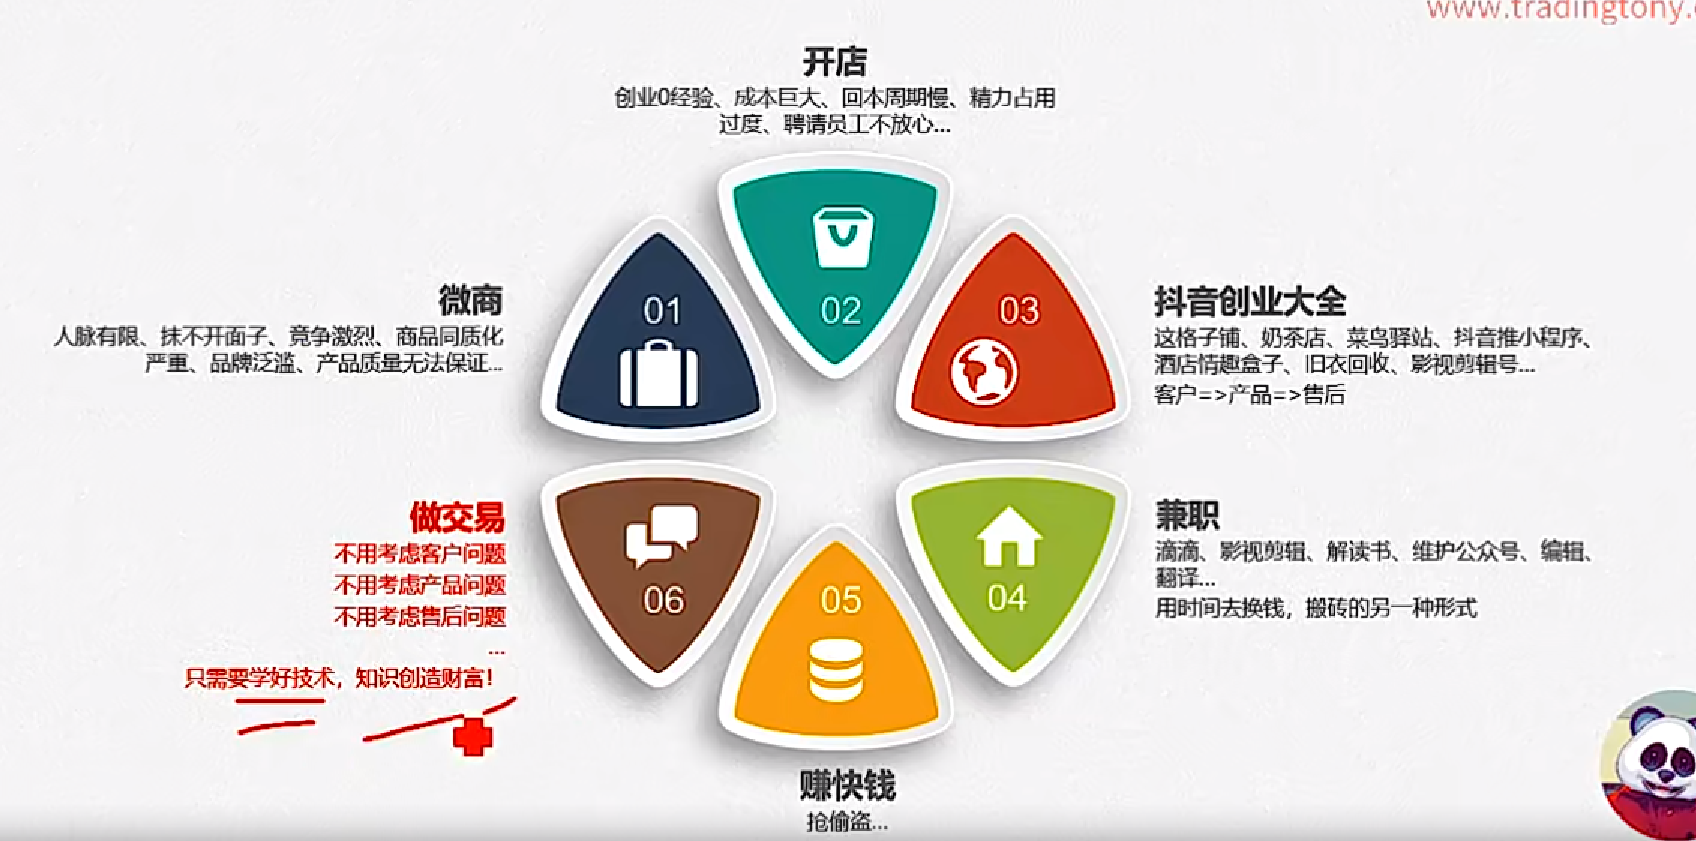 www.tradingtony.
开店
创业0经验、成本巨大、回本周期慢、精力占用
过度、聘请员工不放心...
微商
人脉有限、抹不开面子、竞争激烈、商品同质化
严重、品牌泛滥、产品质量无法保证...
01
02
03
抖音创业大全
这格子铺、奶茶店、菜鸟驿站、抖音推小程序、
酒店情趣盒子、旧衣回收、影视剪辑号...
客户=>产品=>售后
做交易
不用考虑客户问题
不用考虑产品问题
不用考虑售后问题
...
只需要学好技术，知识创造财富！
06
05
04
兼职
滴滴、影视剪辑、解读书、维护公众号、编辑、
翻译...
用时间去换钱，搬砖的另一种形式
赚快钱
抢偷盗...